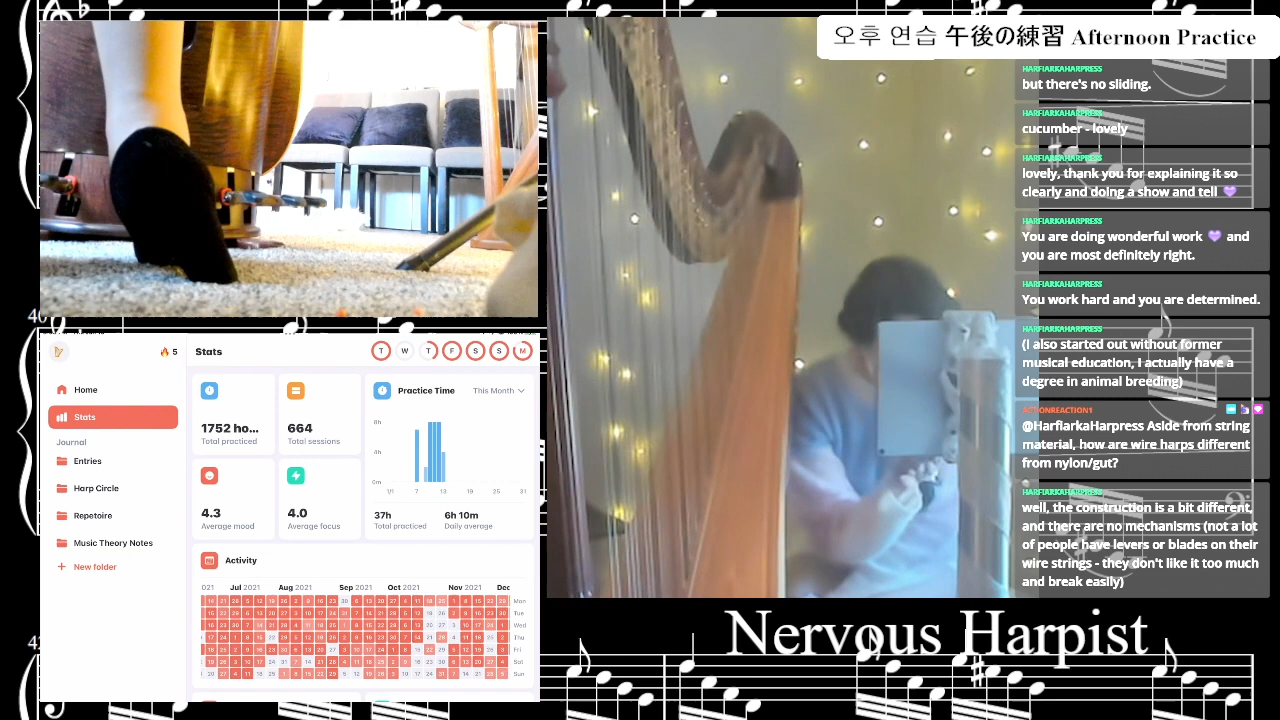 오후 연습 午後の練習 Afternoon Practice
HARFIARKAHARPRESS
but there's no sliding.
HARFIARKAHARPRESS
cucumber - lovely
HARFIARKAHARPRESS
lovely, thank you for explaining it so
clearly and doing a show and tell 💜
HARFIARKAHARPRESS
You are doing wonderful work 💜 and
you are most definitely right.
HARFIARKAHARPRESS
You work hard and you are determined.
HARFIARKAHARPRESS
(I also started out without former
musical education, I actually have a
degree in animal breeding)
ACTIONREACTION1
@HarfiarkaHarpress Aside from string
material, how are wire harps different
from nylon/gut?
HARFIARKAHARPRESS
well, the construction is a bit different,
and there are no mechanisms (not a lot
of people have levers or blades on their
wire strings - they don't like it too much
and break easily)
Nervous Harpist
5
Home
Stats
Journal
Entries
Harp Circle
Repetoire
Music Theory Notes
+ New folder
Stats
T W T F S S M
1752 ho...
Total practiced
664
Total sessions
4.3
Average mood
4.0
Average focus
Practice Time This Month
8h
4h
0m
1/1 7 13 19 25 31
37h
Total practiced
6h 10m
Daily average
Activity
021 Jul 2021 Aug 2021 Sep 2021 Oct 2021 Nov 2021 Dec
Mon
Tue
Wed
Thu
Fri
Sat
Sun